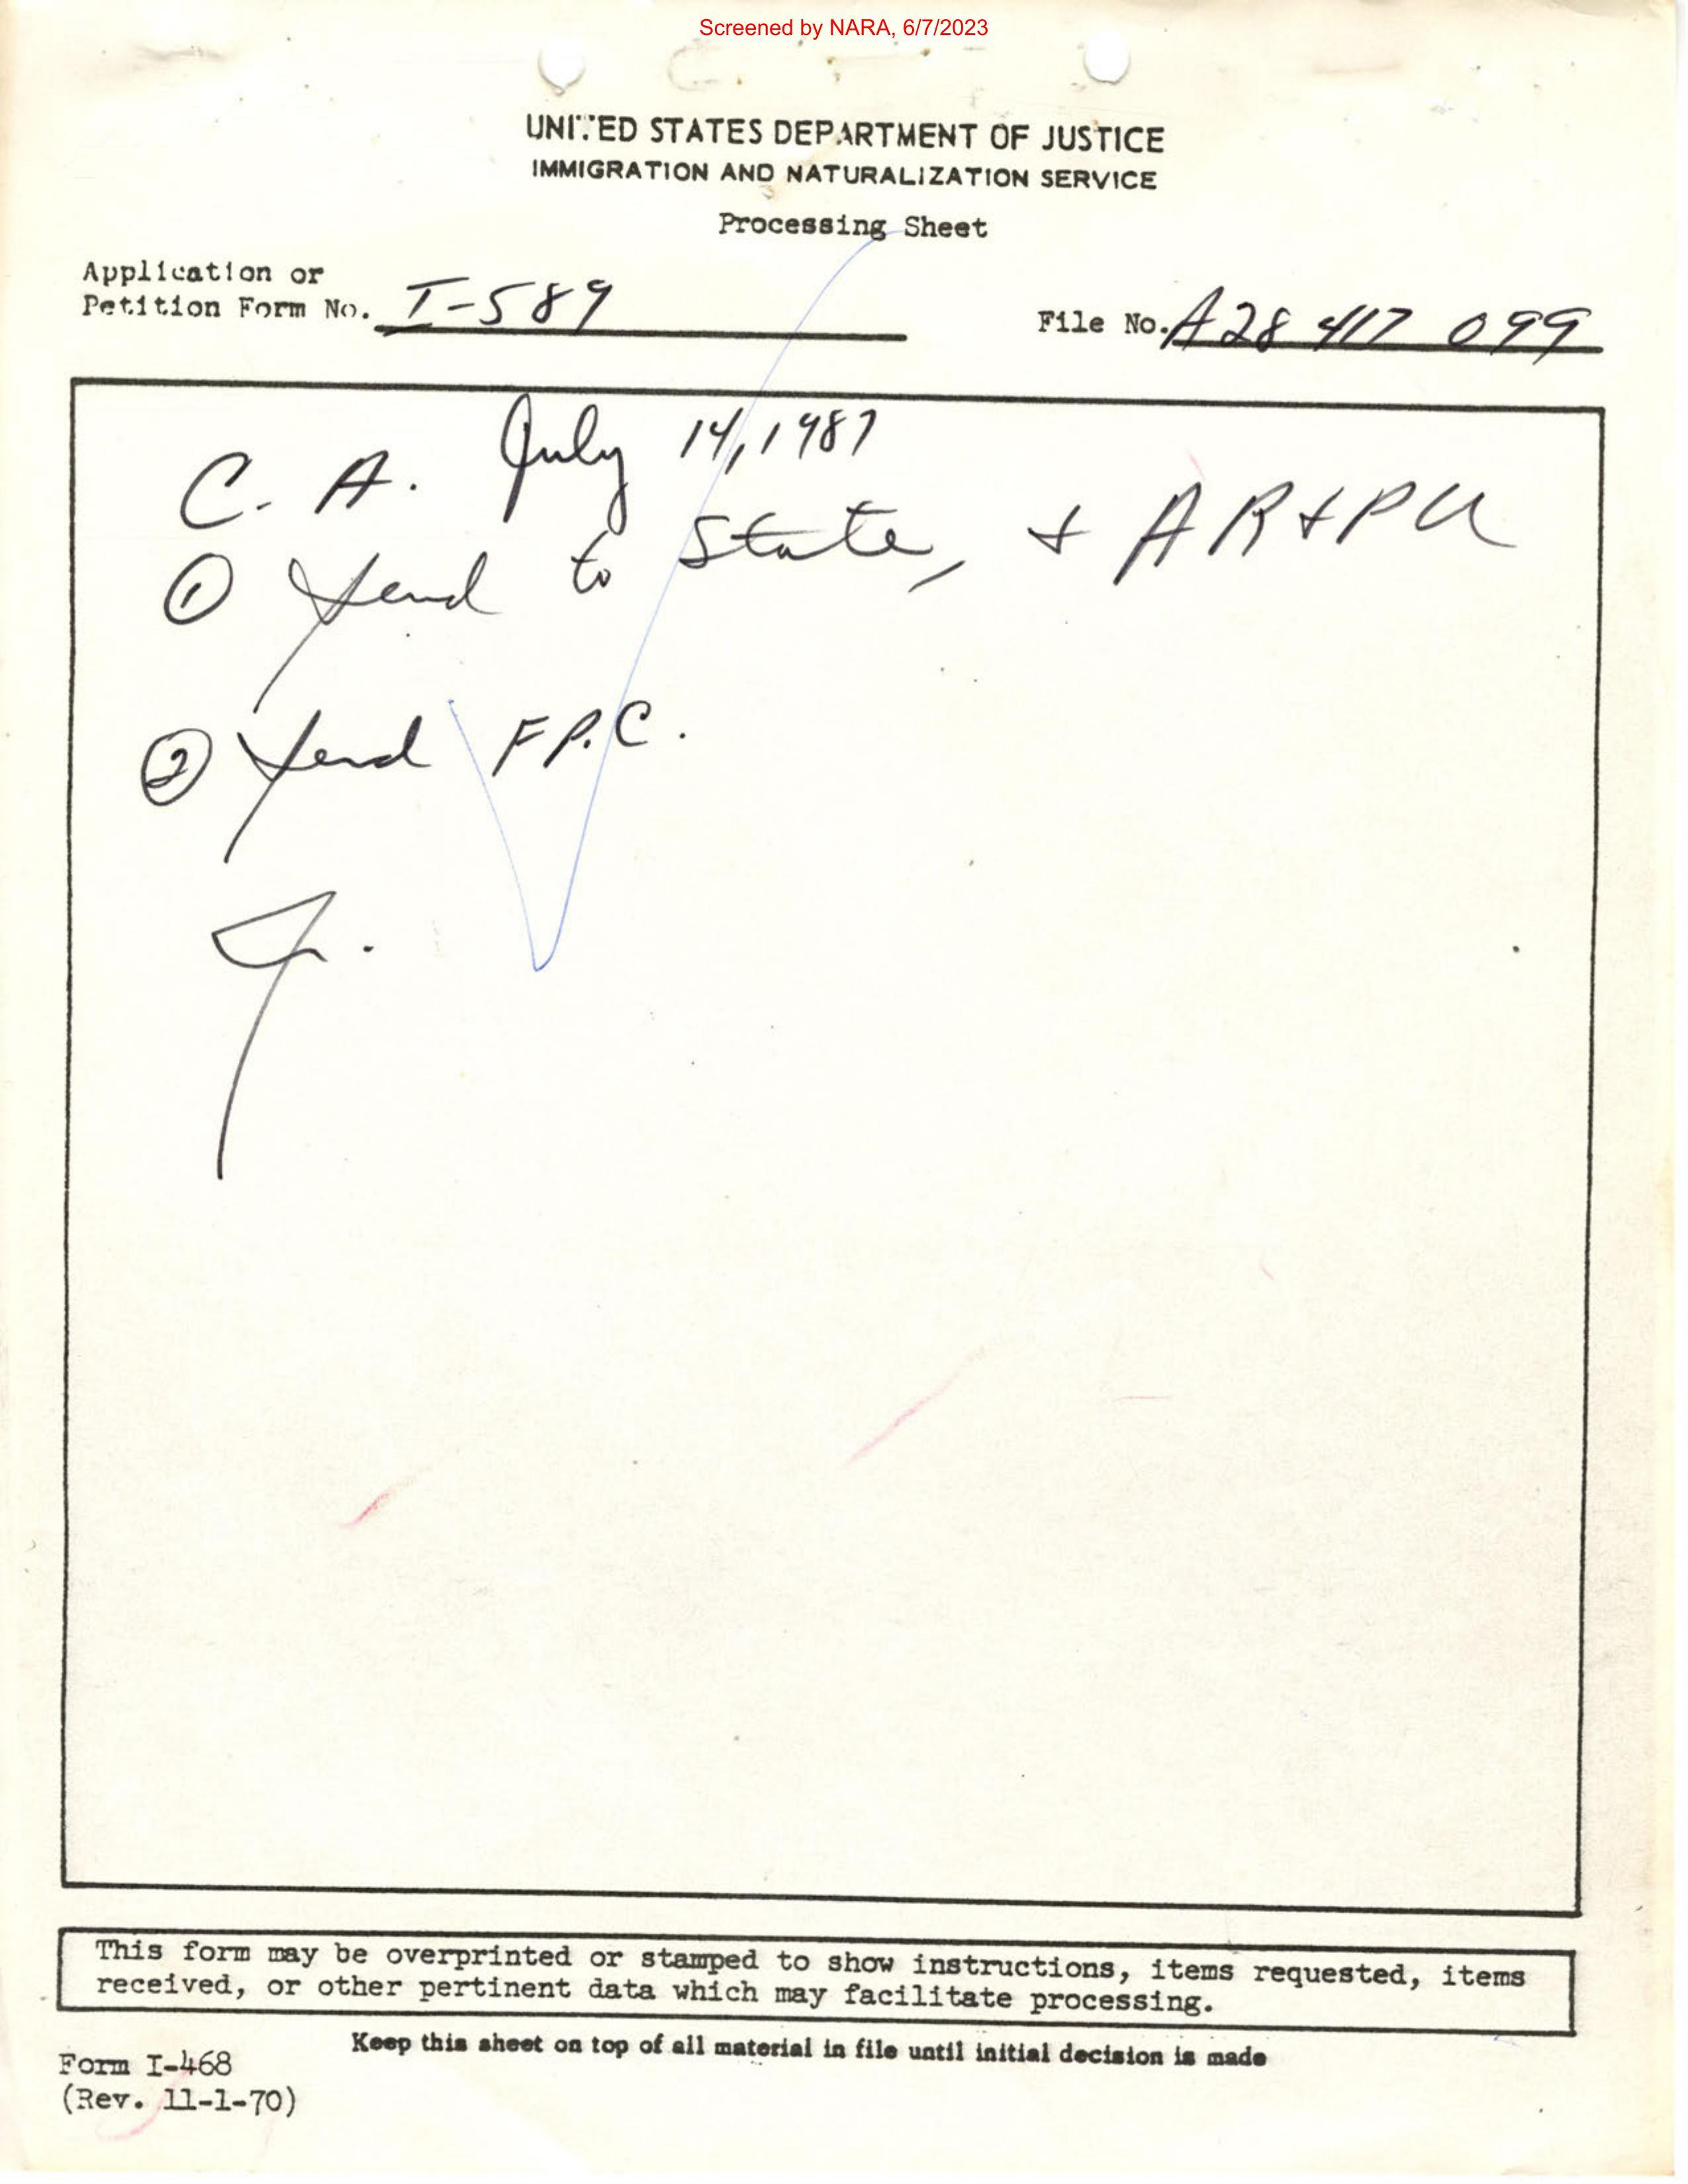 Screened by NARA, 6/7/2023
UNITED STATES DEPARTMENT OF JUSTICE
IMMIGRATION AND NATURALIZATION SERVICE
Processing Sheet
Application or
Petition Form No. I-589
File No. A28 417 099
July 14, 1987
C. A.
① Send to State, + AR+PU
② Send F.P.C.
This form may be overprinted or stamped to show instructions, items requested, items
received, or other pertinent data which may facilitate processing.
Keep this sheet on top of all material in file until initial decision is made
Form I-468
(Rev. 11-1-70)